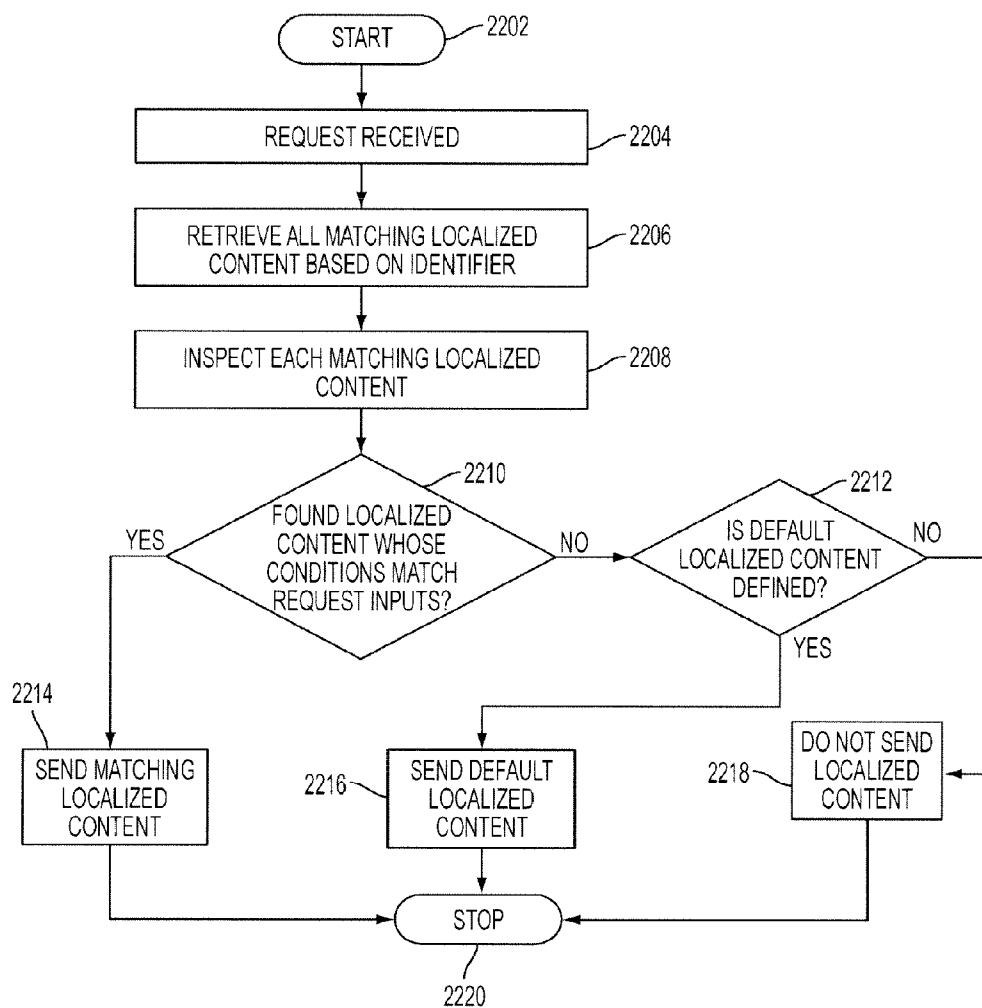 START
2202
REQUEST RECEIVED
2204
RETRIEVE ALL MATCHING LOCALIZED
CONTENT BASED ON IDENTIFIER
2206
INSPECT EACH MATCHING LOCALIZED
CONTENT
2208
2210
FOUND LOCALIZED
CONTENT WHOSE
CONDITIONS MATCH
REQUEST INPUTS?
YES
NO
2212
IS DEFAULT
LOCALIZED CONTENT
DEFINED?
NO
YES
2214
SEND MATCHING
LOCALIZED
CONTENT
2216
SEND DEFAULT
LOCALIZED
CONTENT
2218
DO NOT SEND
LOCALIZED
CONTENT
STOP
2220